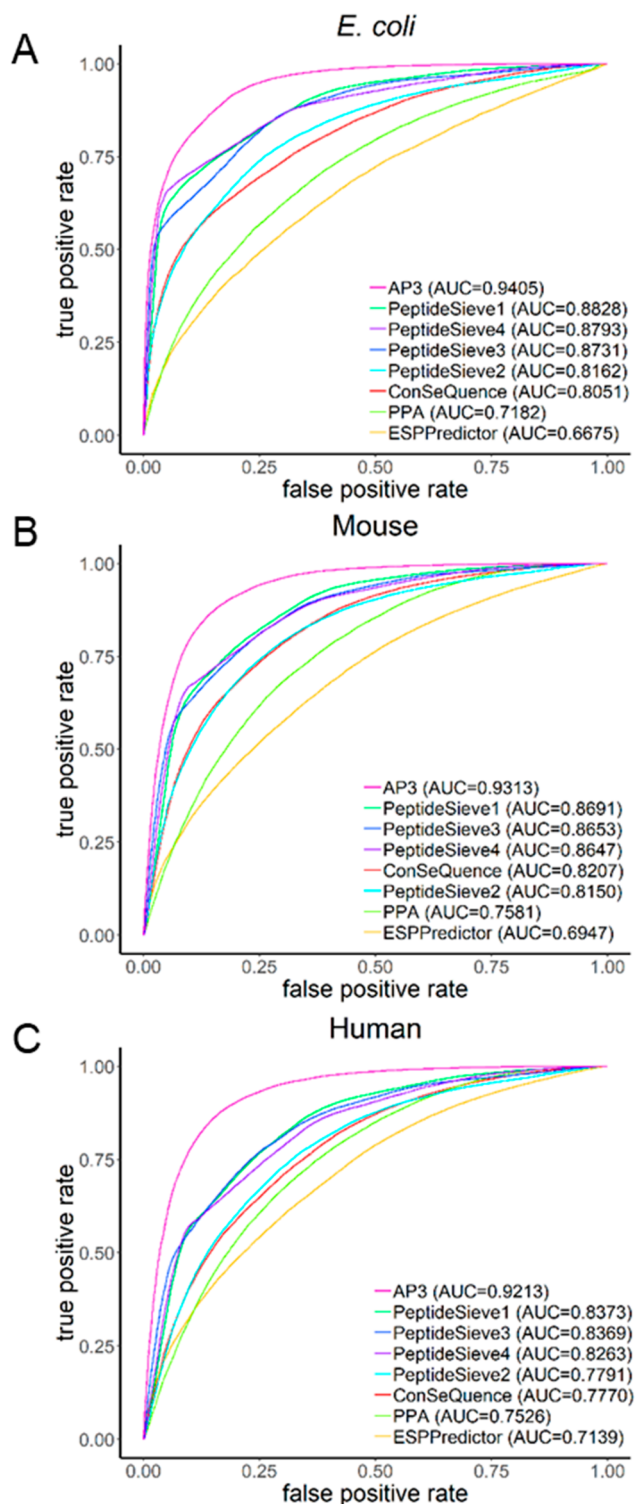 A
E. coli
1.00
0.75
0.50
0.25
0.00
true positive rate
AP3 (AUC=0.9405)
PeptideSieve1 (AUC=0.8828)
PeptideSieve4 (AUC=0.8793)
PeptideSieve3 (AUC=0.8731)
PeptideSieve2 (AUC=0.8162)
ConSeQuence (AUC=0.8051)
PPA (AUC=0.7182)
ESPPredictor (AUC=0.6675)
0.00 0.25 0.50 0.75 1.00
false positive rate
B
Mouse
1.00
0.75
0.50
0.25
0.00
true positive rate
AP3 (AUC=0.9313)
PeptideSieve1 (AUC=0.8691)
PeptideSieve3 (AUC=0.8653)
PeptideSieve4 (AUC=0.8647)
ConSeQuence (AUC=0.8207)
PeptideSieve2 (AUC=0.8150)
PPA (AUC=0.7581)
ESPPredictor (AUC=0.6947)
0.00 0.25 0.50 0.75 1.00
false positive rate
C
Human
1.00
0.75
0.50
0.25
0.00
true positive rate
AP3 (AUC=0.9213)
PeptideSieve1 (AUC=0.8373)
PeptideSieve3 (AUC=0.8369)
PeptideSieve4 (AUC=0.8263)
PeptideSieve2 (AUC=0.7791)
ConSeQuence (AUC=0.7770)
PPA (AUC=0.7526)
ESPPredictor (AUC=0.7139)
0.00 0.25 0.50 0.75 1.00
false positive rate